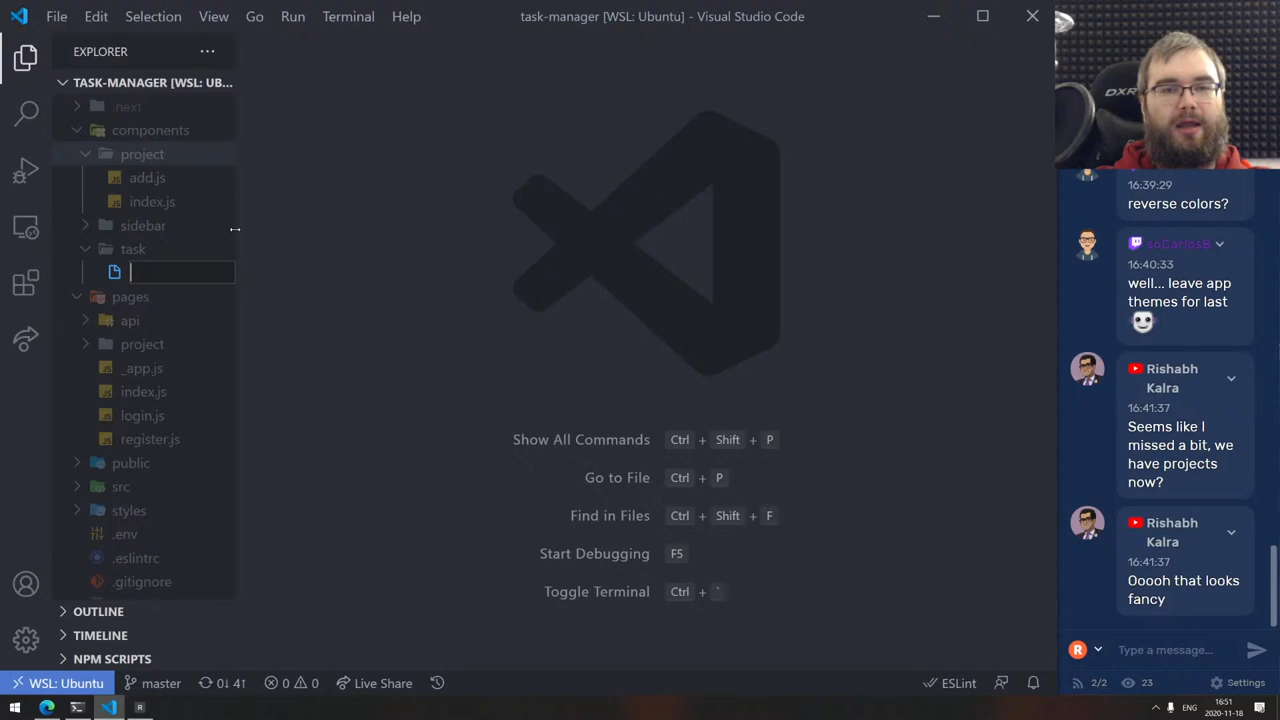 File Edit Selection View Go Run Terminal Help
task-manager [WSL: Ubuntu] - Visual Studio Code
EXPLORER
TASK-MANAGER [WSL: UB...
.next
components
project
add.js
index.js
sidebar
task
pages
api
project
_app.js
index.js
login.js
register.js
public
src
styles
.env
.eslintrc
.gitignore
OUTLINE
TIMELINE
NPM SCRIPTS
Show All Commands Ctrl + Shift + P
Go to File Ctrl + P
Find in Files Ctrl + Shift + F
Start Debugging F5
Toggle Terminal Ctrl + `
WSL: Ubuntu master 0↓ 4↑ 0 0 Live Share ESLint
DXR
16:39:29
reverse colors?
soCarlosB
16:40:33
well... leave app
themes for last
Rishabh
Kalra
16:41:37
Seems like I
missed a bit, we
have projects
now?
Rishabh
Kalra
16:41:37
Ooooh that looks
fancy
R
Type a message...
2/2 23 Settings
ENG
16:51
2020-11-18